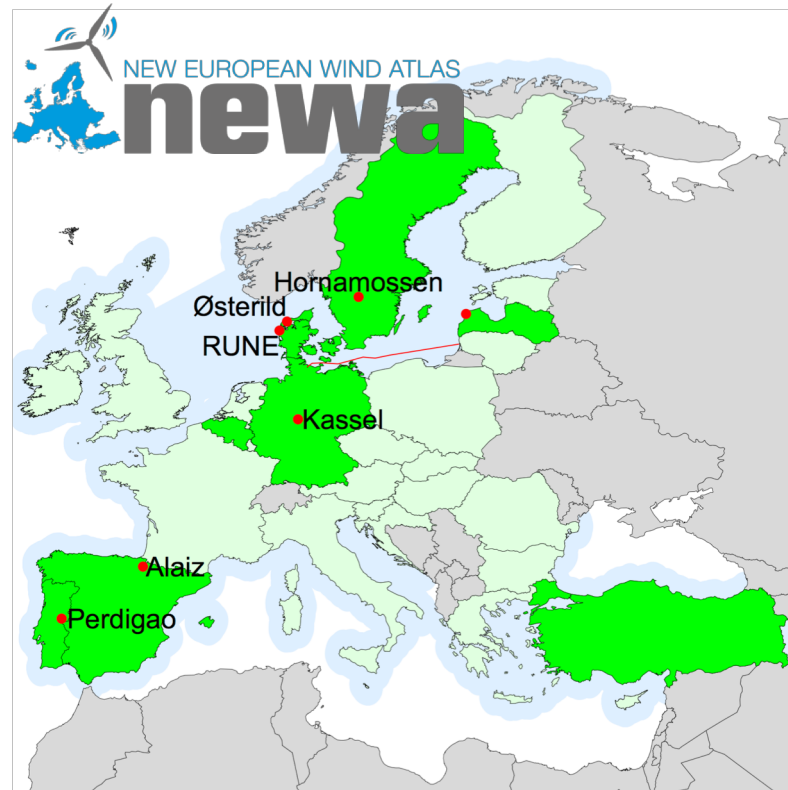 NEW EUROPEAN WIND ATLAS
newa
Hornamossen
Østerild
RUNE
Kassel
Alaiz
Perdigao